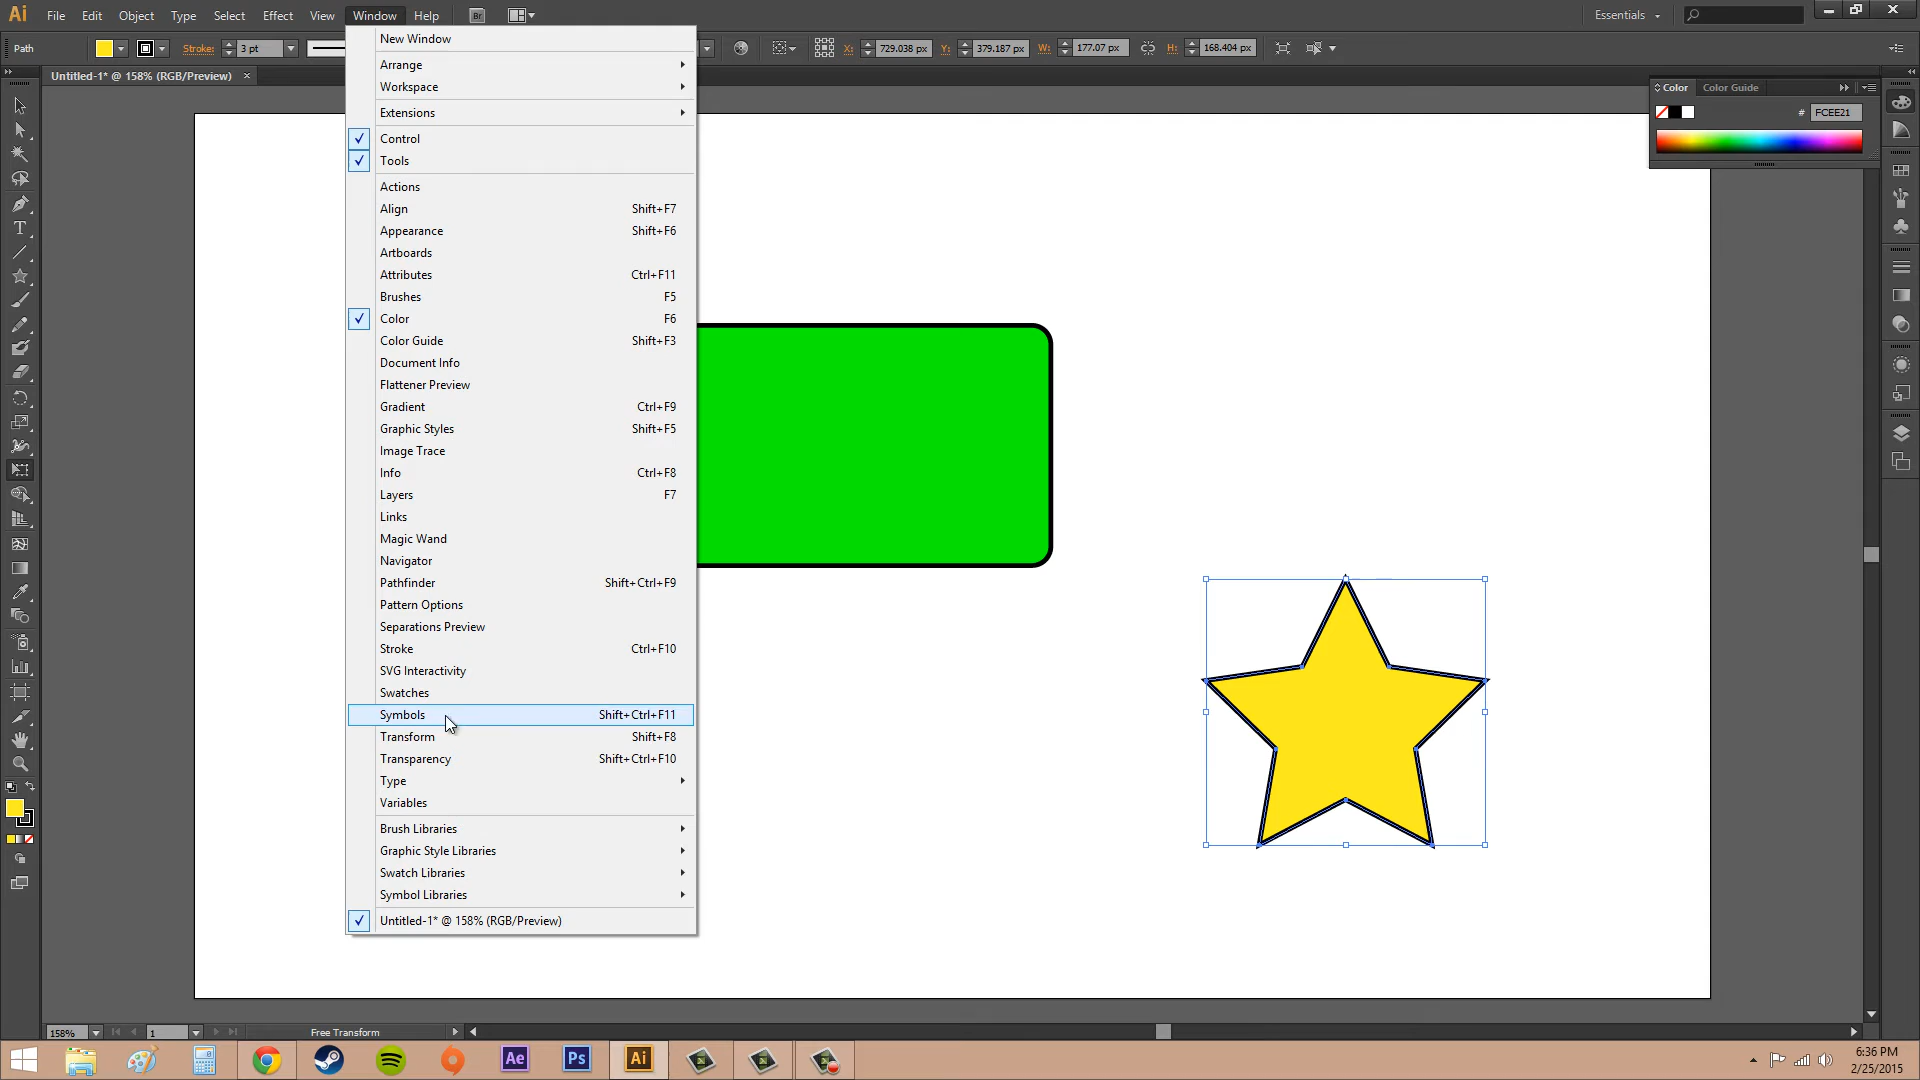 Ai File Edit Object Type Select Effect View Window Help Br Essentials
Path Stroke: 3 pt X: 729.038 px Y: 379.187 px W: 177.07 px H: 168.404 px
Untitled-1* @ 158% (RGB/Preview) ×
New Window
Arrange
Workspace
Extensions
Control
Tools
Actions
Align Shift+F7
Appearance Shift+F6
Artboards
Attributes Ctrl+F11
Brushes F5
Color F6
Color Guide Shift+F3
Document Info
Flattener Preview
Gradient Ctrl+F9
Graphic Styles Shift+F5
Image Trace
Info Ctrl+F8
Layers F7
Links
Magic Wand
Navigator
Pathfinder Shift+Ctrl+F9
Pattern Options
Separations Preview
Stroke Ctrl+F10
SVG Interactivity
Swatches
Symbols Shift+Ctrl+F11
Transform Shift+F8
Transparency Shift+Ctrl+F10
Type
Variables
Brush Libraries
Graphic Style Libraries
Swatch Libraries
Symbol Libraries
Untitled-1* @ 158% (RGB/Preview)
Color Color Guide
# FCEE21
158% 1 Free Transform
Ae Ps Ai
6:36 PM
2/25/2015